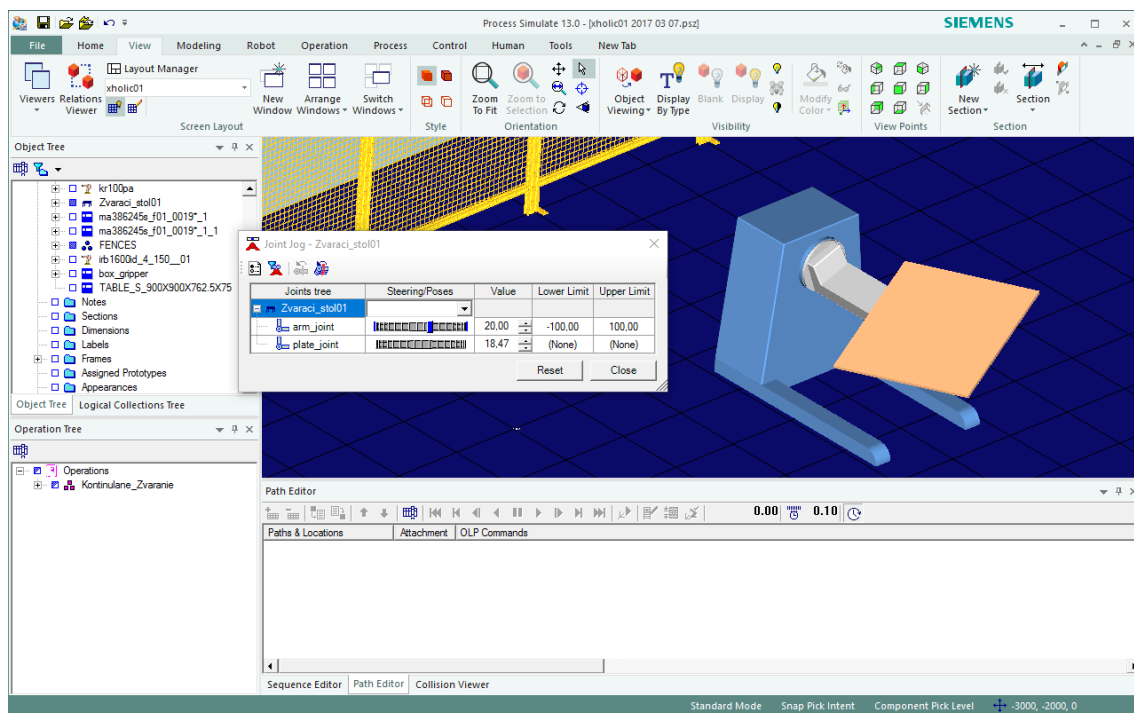 Process Simulate 13.0 - [xholic01 2017 03 07.psz]
SIEMENS
File Home View Modeling Robot Operation Process Control Human Tools New Tab
Viewers
Relations Viewer
Layout Manager
xholic01
Screen Layout
New Window
Arrange Windows
Switch Windows
Style
Zoom To Fit
Zoom to Selection
Orientation
Object Viewing
Display By Type
Blank
Display
Visibility
Modify Color
View Points
New Section
Section
Section
Object Tree
kr100pa
Zvaraci_stol01
ma386245s_f01_0019"_1
ma386245s_f01_0019"_1_1
FENCES
irb1600id_4_150__01
box_gripper
TABLE_S_900X900X762.5X75
Notes
Sections
Dimensions
Labels
Frames
Assigned Prototypes
Appearances
Object Tree Logical Collections Tree
Joint Jog - Zvaraci_stol01
Joints tree Steering/Poses Value Lower Limit Upper Limit
Zvaraci_stol01
arm_joint 20,00 -100.00 100.00
plate_joint 18,47 (None) (None)
Reset Close
Operation Tree
Operations
Kontinulane_Zvaranie
Path Editor
0.00 0.10
Paths & Locations Attachment OLP Commands
Sequence Editor Path Editor Collision Viewer
Standard Mode Snap Pick Intent Component Pick Level -3000, -2000, 0